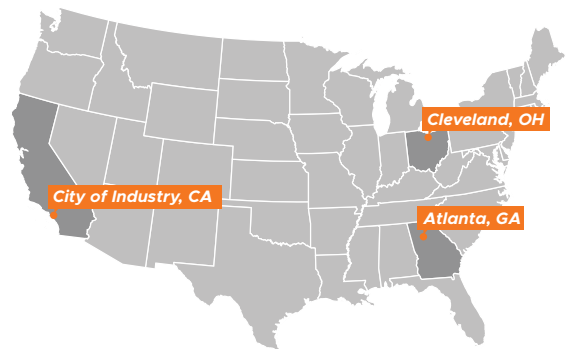 Cleveland, OH
City of Industry, CA
Atlanta, GA